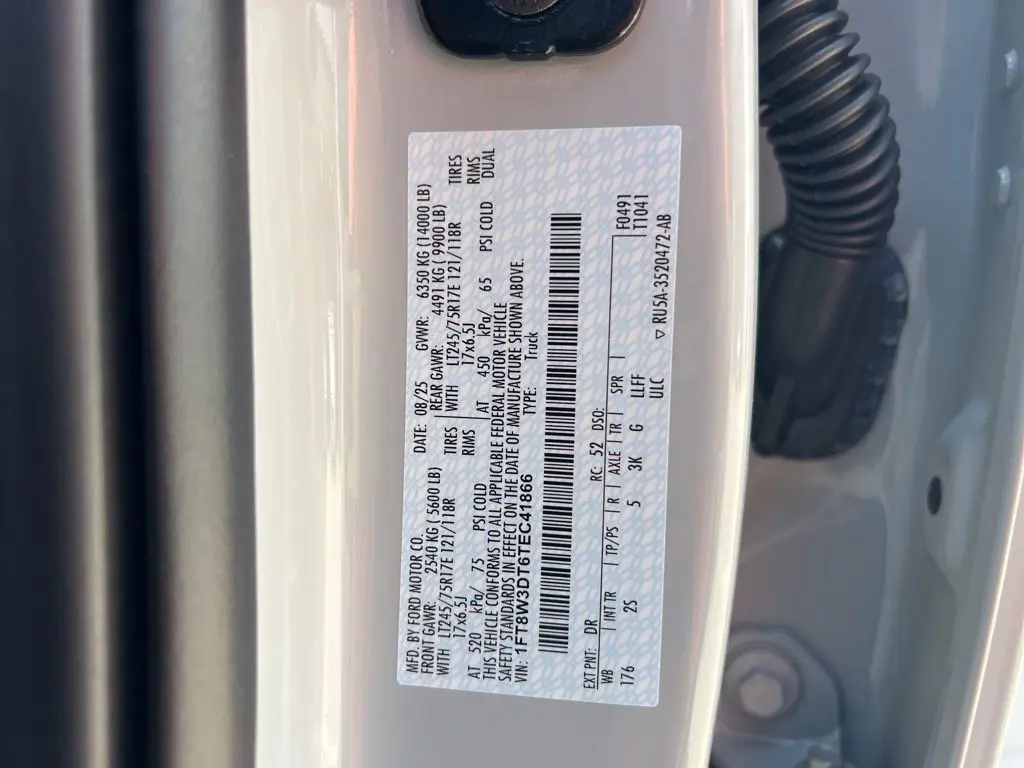 MFD. BY FORD MOTOR CO.
DATE: 08/25 GVWR: 6350 KG (14000 LB)
FRONT GAWR: 2540 KG ( 5600 LB) REAR GAWR: 4491 KG ( 9900 LB)
WITH LT245/75R17E 121/118R TIRES WITH LT245/75R17E 121/118R TIRES
17x6.5J RIMS 17x6.5J RIMS
AT 520 kPa/ 75 PSI COLD AT 450 kPa/ 65 PSI COLD DUAL
THIS VEHICLE CONFORMS TO ALL APPLICABLE FEDERAL MOTOR VEHICLE
SAFETY STANDARDS IN EFFECT ON THE DATE OF MANUFACTURE SHOWN ABOVE.
VIN: 1FT8W3DT6TEC41866 TYPE: Truck
EXT PNT: DR RC: 52 DSO: F0491
WB INT TR TP/PS R AXLE TR SPR T1041
176 2S 5 3K G LLFF
ULC ▽ RU5A-3520472-AB